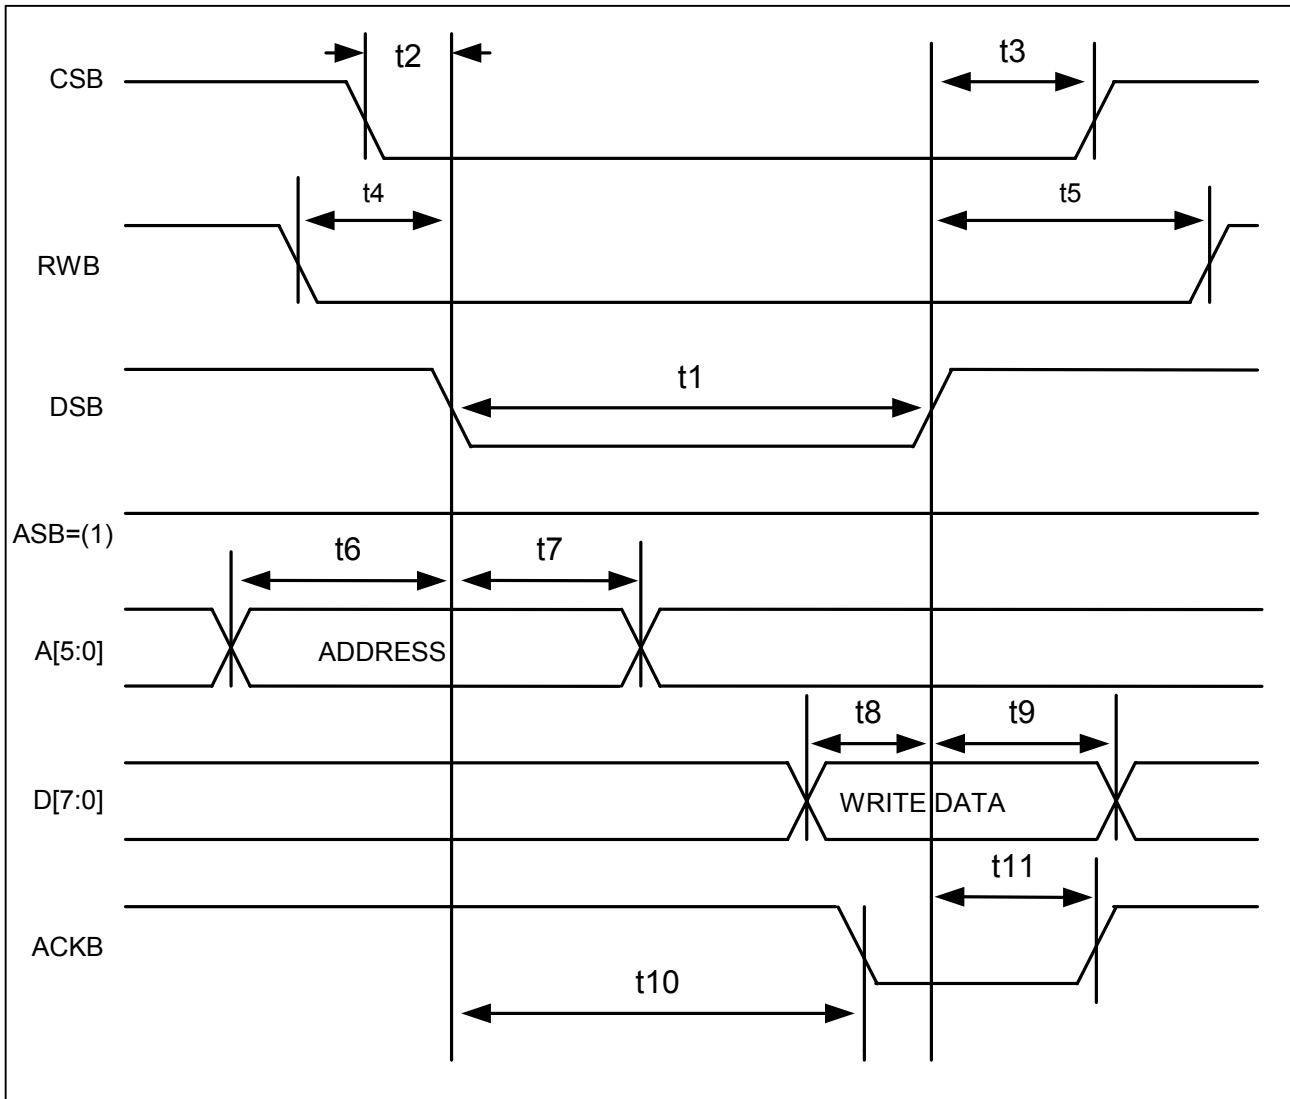 t2
t3
CSB
t4
t5
RWB
t1
DSB
ASB=(1)
t6
t7
A[5:0]
ADDRESS
t8
t9
D[7:0]
WRITE DATA
t11
ACKB
t10